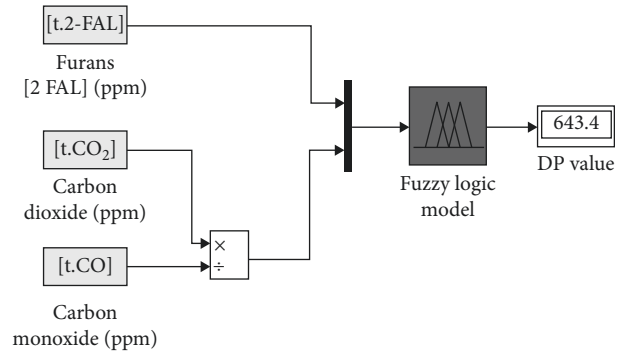 [t.2-FAL]
Furans
[2 FAL] (ppm)
[t.CO₂]
Carbon
dioxide (ppm)
×
÷
[t.CO]
Carbon
monoxide (ppm)
Fuzzy logic
model
643.4
DP value